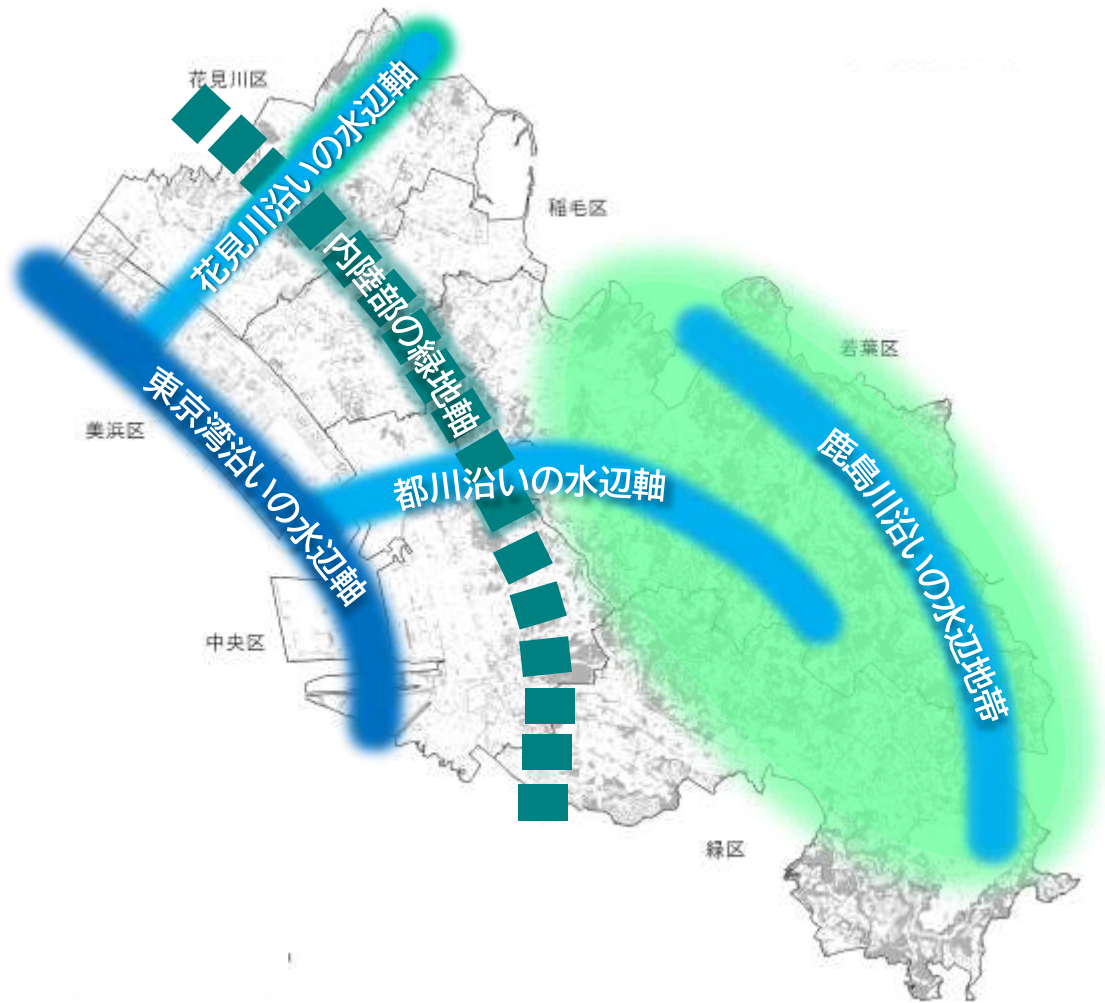 花見川区
花見川沿いの水辺軸
稲毛区
内陸部の緑地軸
若葉区
美浜区
東京湾沿いの水辺軸
都川沿いの水辺軸
鹿島川沿いの水辺地帯
中央区
緑区